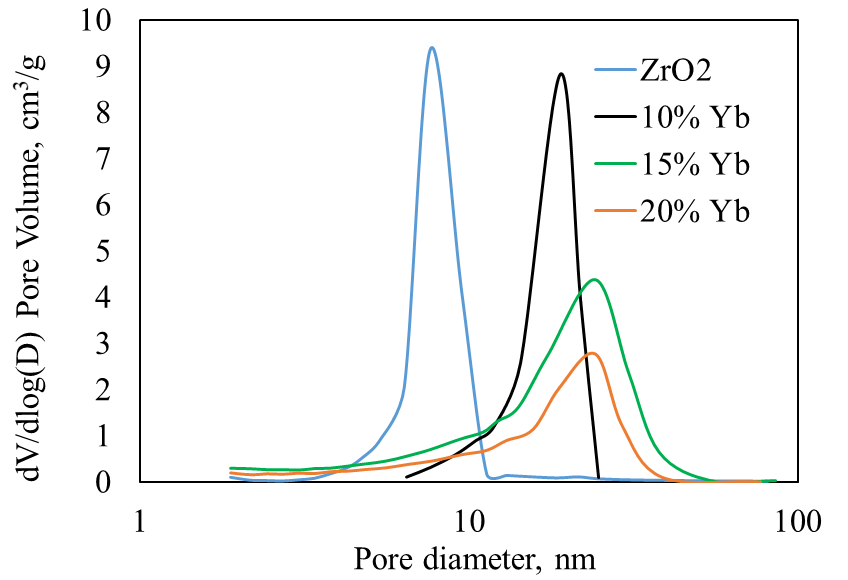 10
9
8
7
6
5
4
3
2
1
0
dV/dlog(D) Pore Volume, cm³/g
ZrO2
10% Yb
15% Yb
20% Yb
1
10
100
Pore diameter, nm